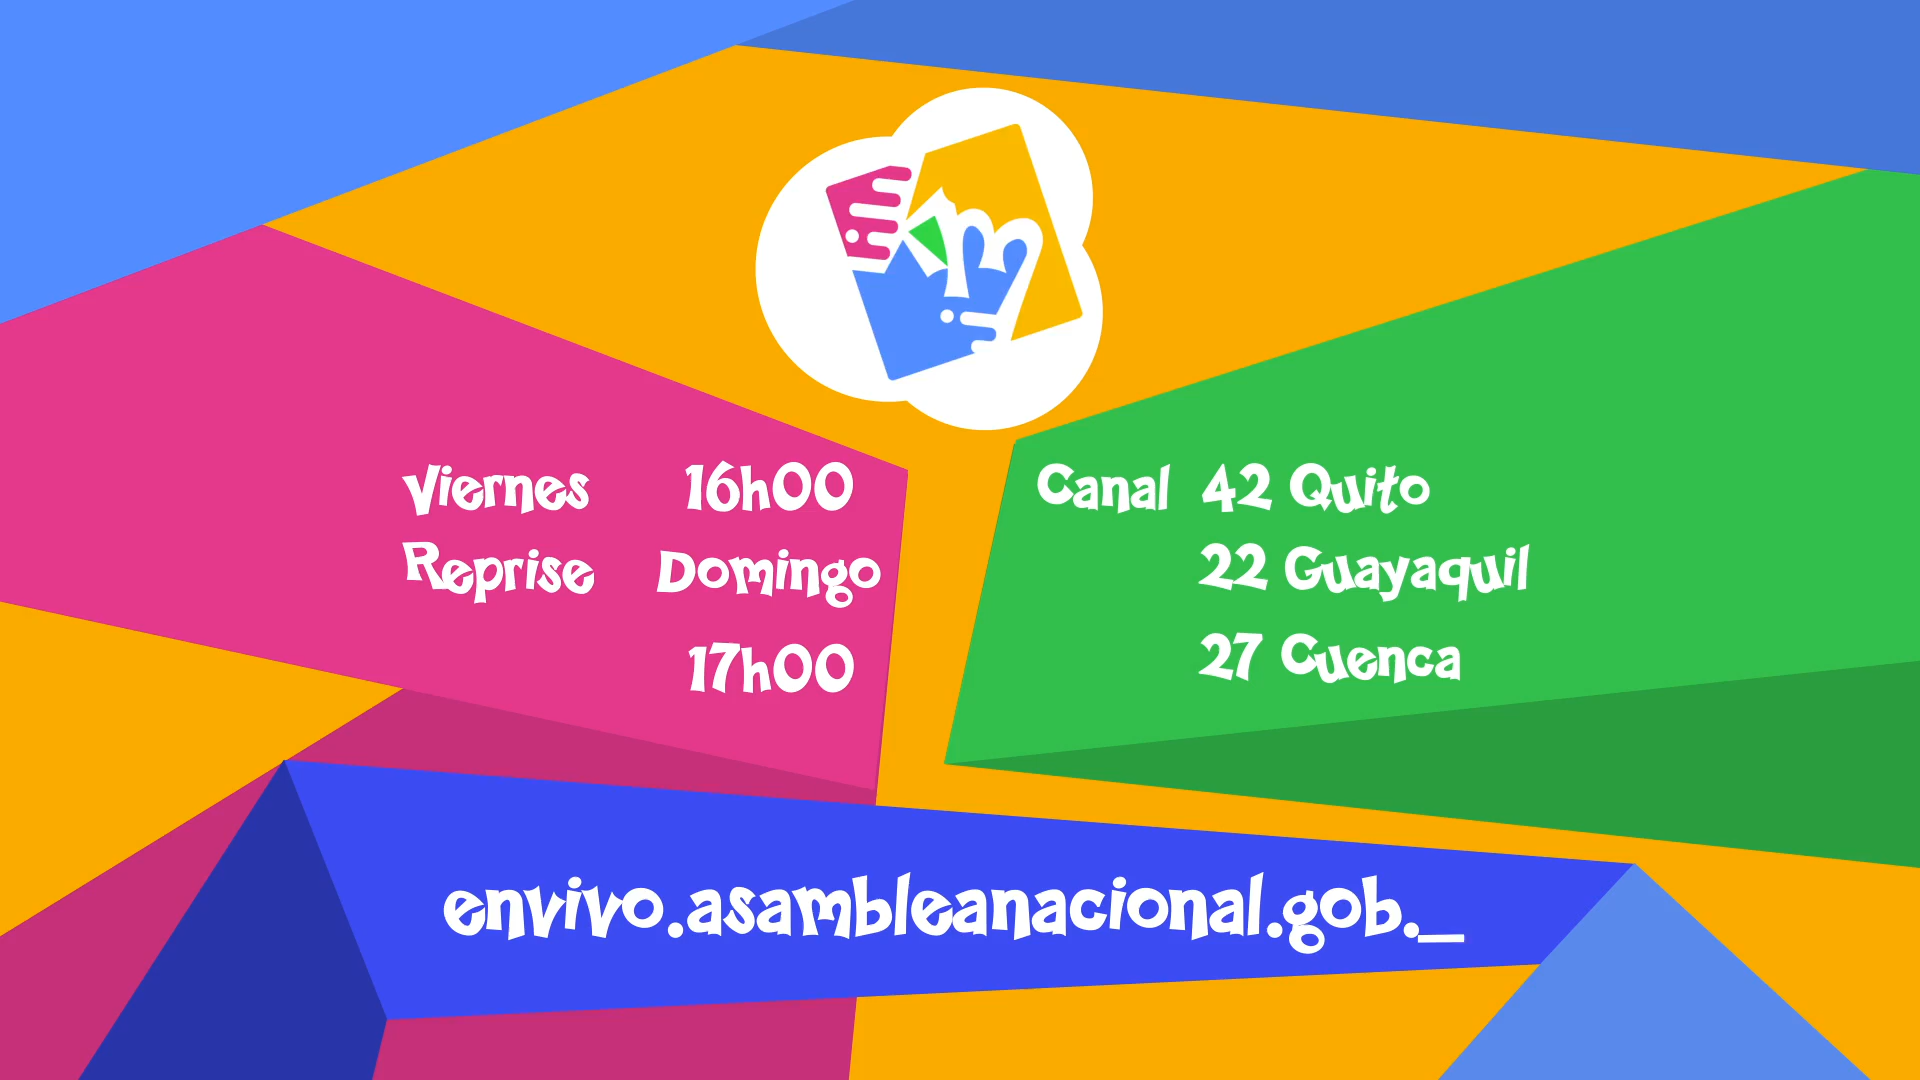 Viernes 16h00
Reprise Domingo
17h00
Canal 42 Quito
22 Guayaquil
27 Cuenca
envivo.asambleanacional.gob._